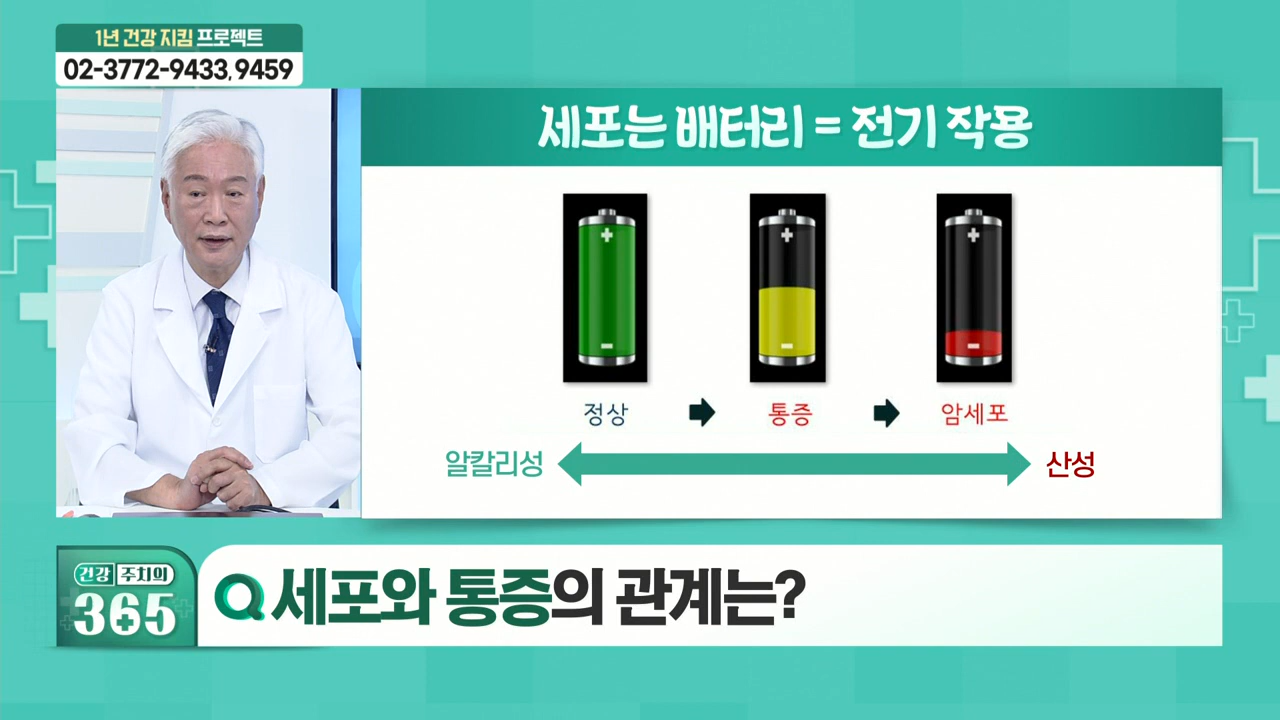 1년 건강 지킴 프로젝트
02-3772-9433, 9459
세포는 배터리 = 전기 작용
정상
통증
암세포
알칼리성
산성
건강 주치의
365
Q 세포와 통증의 관계는?